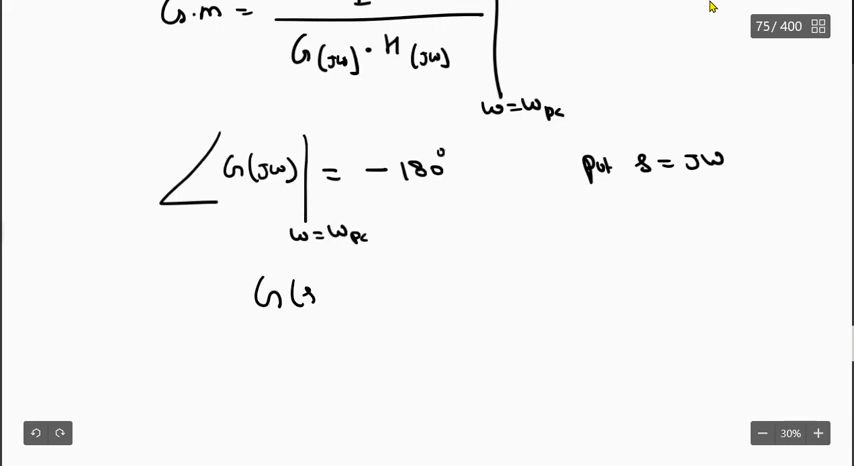 75 / 400
G.m = 1
G(jω) · H(jω)
ω=ωpc
∠G(jω) | = -180°
put s = jω
ω=ωpc
G(s
30%